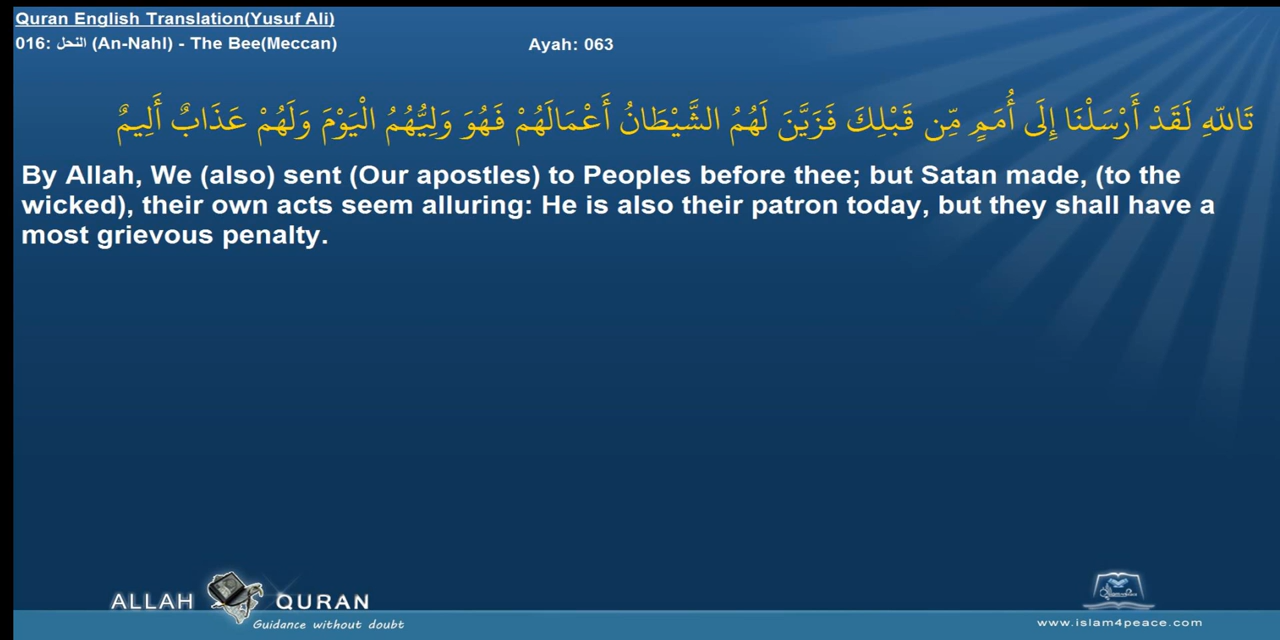 Quran English Translation(Yusuf Ali)
016: النحل (An-Nahl) - The Bee(Meccan)
Ayah: 063
تَاللّهِ لَقَدْ أَرْسَلْنَا إِلَى أُمَمٍ مِّن قَبْلِكَ فَزَيَّنَ لَهُمُ الشَّيْطَانُ أَعْمَالَهُمْ فَهُوَ وَلِيُّهُمُ الْيَوْمَ وَلَهُمْ عَذَابٌ أَلِيمٌ
By Allah, We (also) sent (Our apostles) to Peoples before thee; but Satan made, (to the
wicked), their own acts seem alluring: He is also their patron today, but they shall have a
most grievous penalty.
ALLAH QURAN
Guidance without doubt
www.islam4peace.com